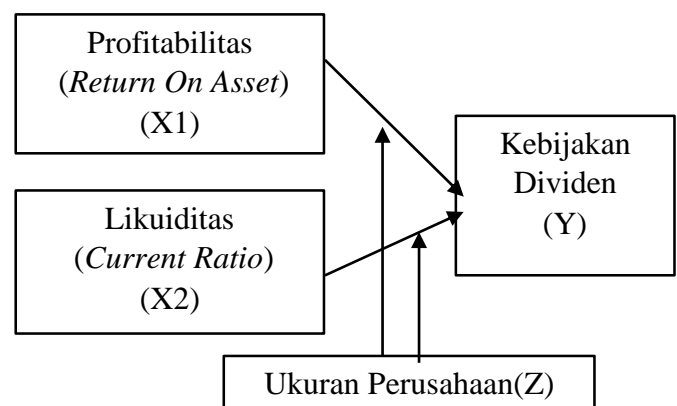 Profitabilitas
(Return On Asset)
(X1)
Kebijakan
Dividen
(Y)
Likuiditas
(Current Ratio)
(X2)
Ukuran Perusahaan(Z)